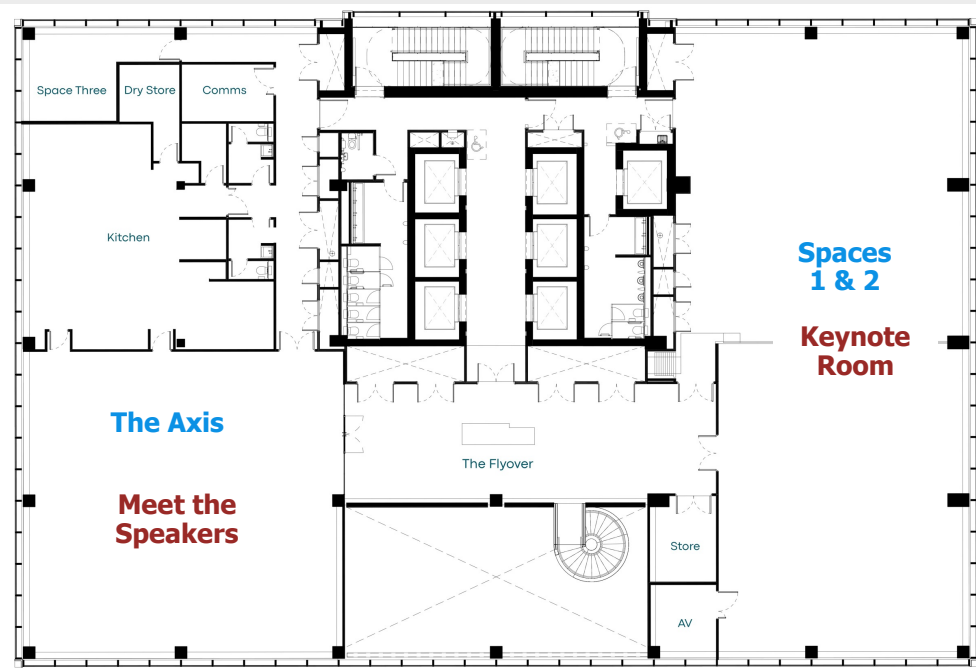 Space Three
Dry Store
Comms
Kitchen
Spaces
1 & 2
Keynote
Room
The Axis
The Flyover
Meet the
Speakers
Store
AV